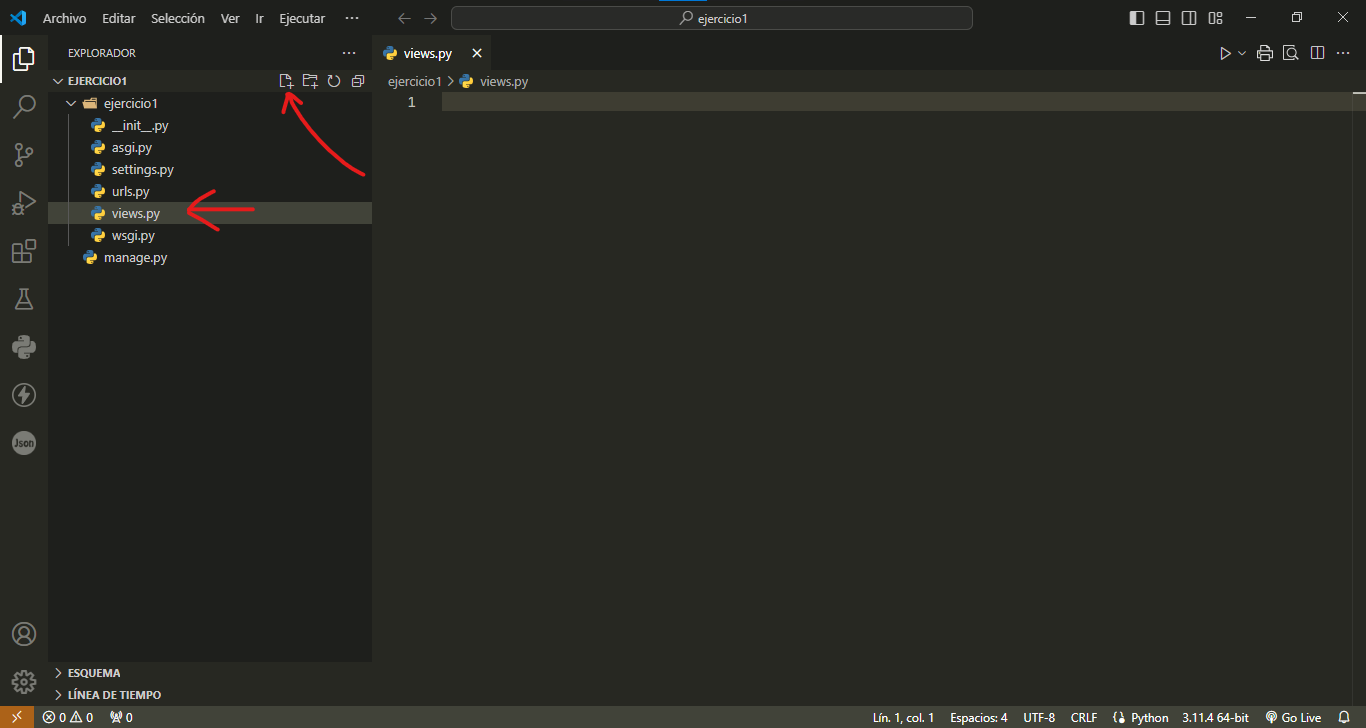 Archivo Editar Selección Ver Ir Ejecutar ··· ejercicio1
EXPLORADOR ···
views.py
EJERCICIO1
ejercicio1 > views.py
1
ejercicio1
__init__.py
asgi.py
settings.py
urls.py
views.py
wsgi.py
manage.py
Json
ESQUEMA
LÍNEA DE TIEMPO
0 0 0 Lín. 1, col. 1 Espacios: 4 UTF-8 CRLF Python 3.11.4 64-bit Go Live